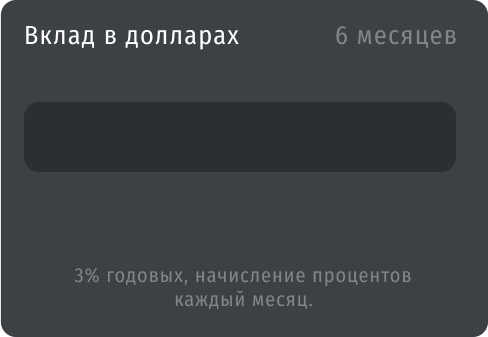 Вклад в долларах 6 месяцев
3% годовых, начисление процентов
каждый месяц.